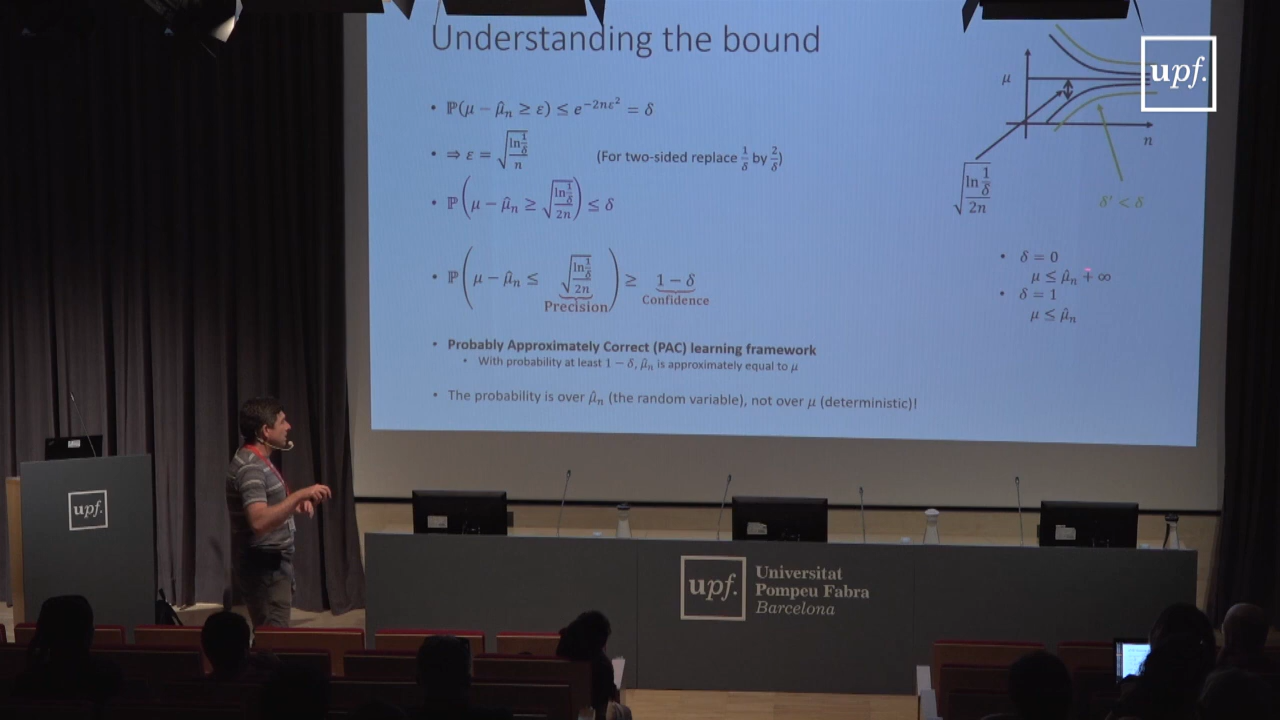 Understanding the bound
• ℙ(μ − μ̂ₙ ≥ ε) ≤ e^{−2nε²} = δ
• ⇒ ε = √(ln(1/δ)/n) (For two-sided replace 1/δ by 2/δ)
• ℙ(μ − μ̂ₙ ≥ √(ln(1/δ)/2n)) ≤ δ
• ℙ(μ − μ̂ₙ ≤ √(ln(1/δ)/2n)) ≥ 1 − δ
Precision Confidence
• Probably Approximately Correct (PAC) learning framework
• With probability at least 1 − δ, μ̂ₙ is approximately equal to μ
• The probability is over μ̂ₙ (the random variable), not over μ (deterministic)!
μ
n
√(ln(1/δ)/2n)
δ' < δ
• δ = 0
μ ≤ μ̂ₙ + ∞
• δ = 1
μ ≤ μ̂ₙ
upf.
upf.
upf.
Universitat
Pompeu Fabra
Barcelona